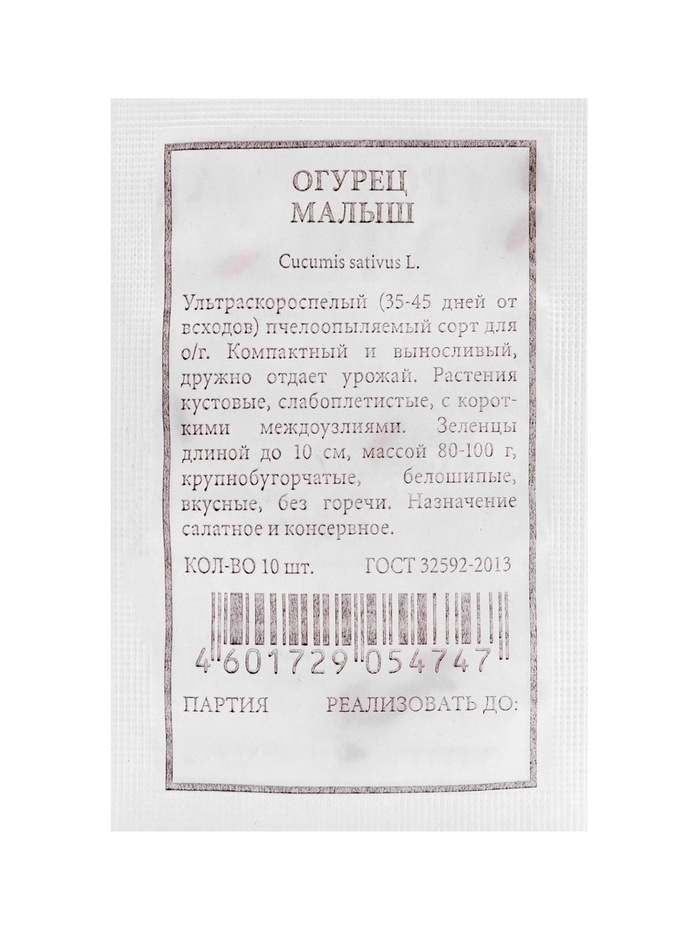 ОГУРЕЦ
МАЛЫШ
Cucumis sativus L.
Ультраскороспелый (35-45 дней от
всходов) пчелоопыляемый сорт для
о/г. Компактный и выносливый,
дружно отдает урожай. Растения
кустовые, слабоплетистые, с корот-
кими междоузлиями. Зеленцы
длиной до 10 см, массой 80-100 г,
крупнобугорчатые, белошипые,
вкусные, без горечи. Назначение
салатное и консервное.
КОЛ-ВО 10 шт. ГОСТ 32592-2013
4 601729 054747
ПАРТИЯ РЕАЛИЗОВАТЬ ДО: